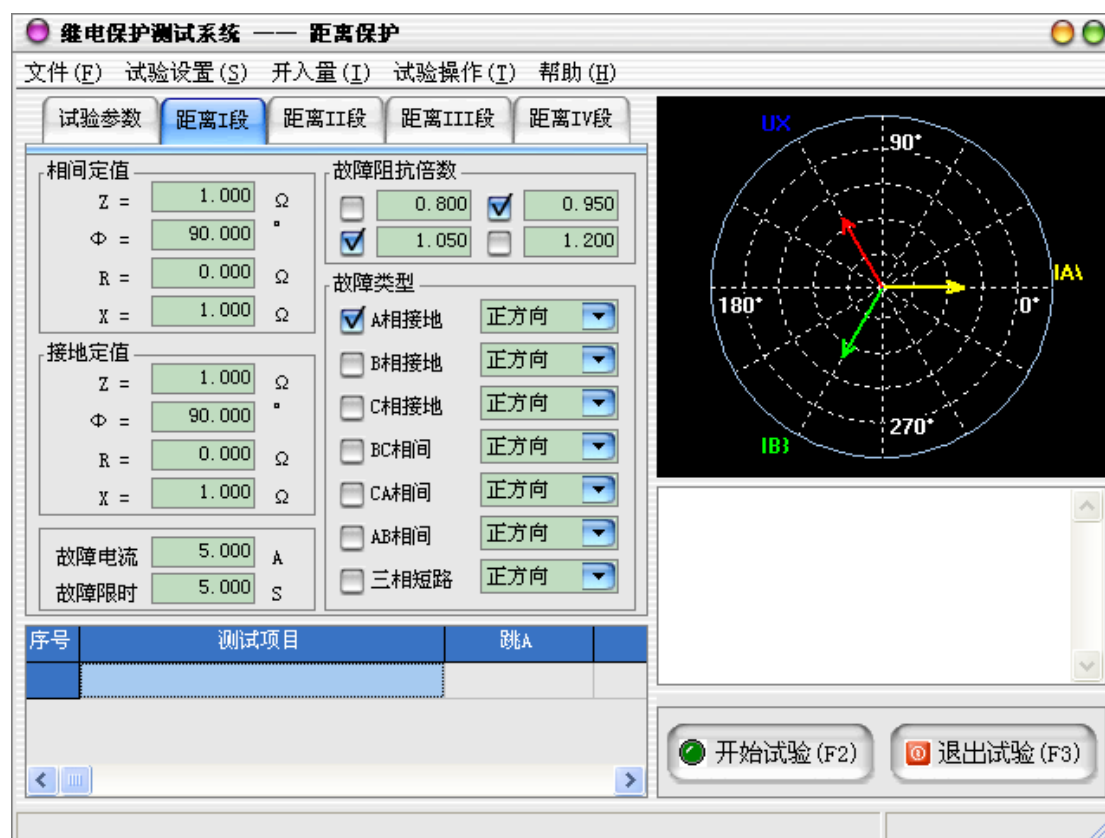 继电保护测试系统 —— 距离保护
文件(F) 试验设置(S) 开入量(I) 试验操作(T) 帮助(H)
试验参数 距离I段 距离II段 距离III段 距离IV段
相间定值
Z = 1.000 Ω
Φ = 90.000 °
R = 0.000 Ω
X = 1.000 Ω
接地定值
Z = 1.000 Ω
Φ = 90.000 °
R = 0.000 Ω
X = 1.000 Ω
故障电流 5.000 A
故障限时 5.000 S
故障阻抗倍数
0.800 0.950
1.050 1.200
故障类型
A相接地 正方向
B相接地 正方向
C相接地 正方向
BC相间 正方向
CA相间 正方向
AB相间 正方向
三相短路 正方向
UX
90°
180°
0°
270°
序号 测试项目 跳A
开始试验(F2) 退出试验(F3)